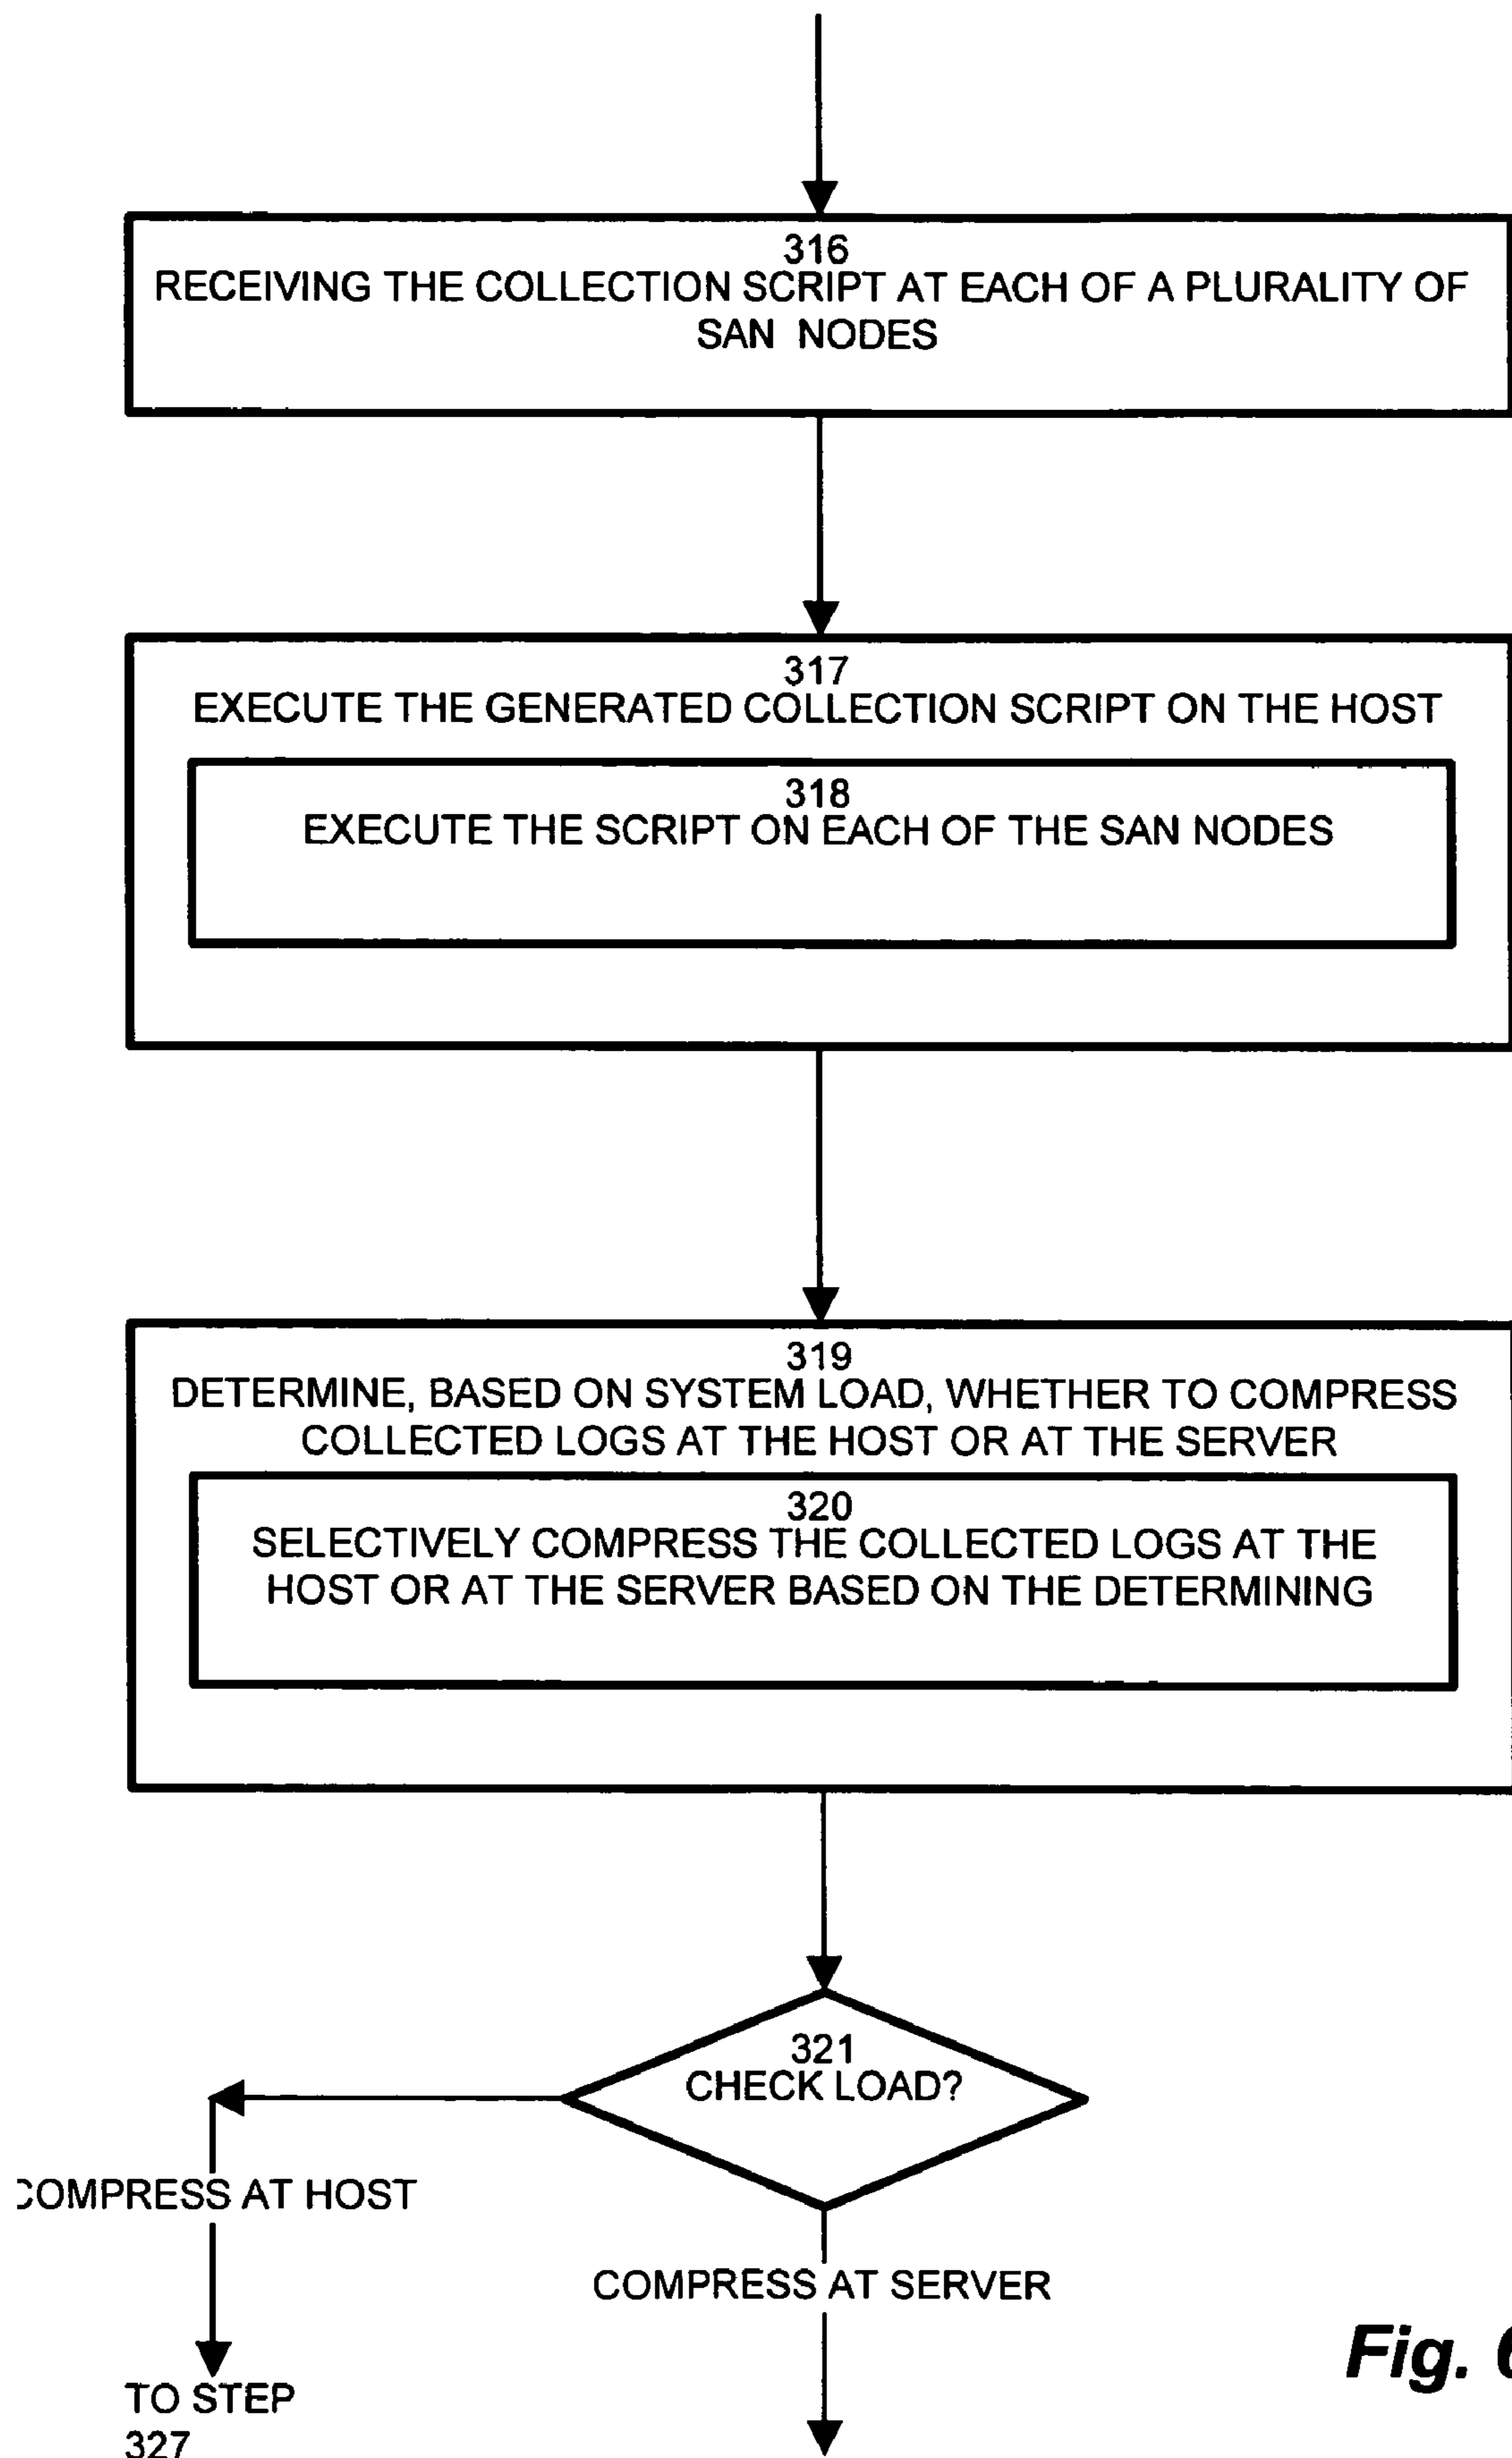 316
RECEIVING THE COLLECTION SCRIPT AT EACH OF A PLURALITY OF
SAN NODES
317
EXECUTE THE GENERATED COLLECTION SCRIPT ON THE HOST
318
EXECUTE THE SCRIPT ON EACH OF THE SAN NODES
319
DETERMINE, BASED ON SYSTEM LOAD, WHETHER TO COMPRESS
COLLECTED LOGS AT THE HOST OR AT THE SERVER
320
SELECTIVELY COMPRESS THE COLLECTED LOGS AT THE
HOST OR AT THE SERVER BASED ON THE DETERMINING
321
CHECK LOAD?
COMPRESS AT HOST
COMPRESS AT SERVER
TO STEP
327
Fig.